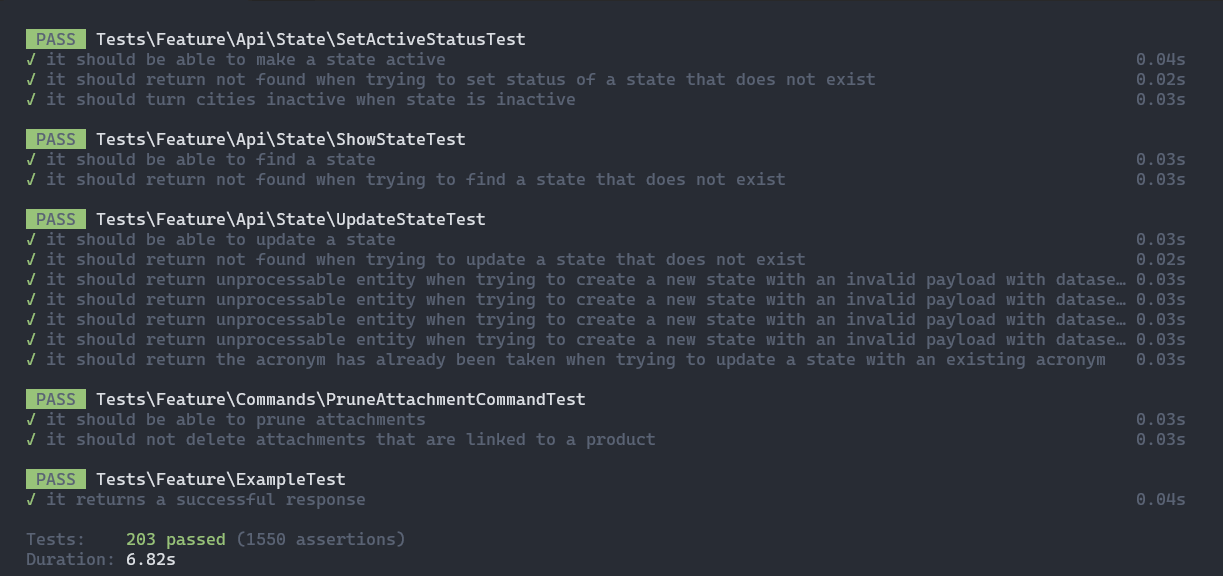 PASS Tests\Feature\Api\State\SetActiveStatusTest
✓ it should be able to make a state active 0.04s
✓ it should return not found when trying to set status of a state that does not exist 0.02s
✓ it should turn cities inactive when state is inactive 0.03s
PASS Tests\Feature\Api\State\ShowStateTest
✓ it should be able to find a state 0.03s
✓ it should return not found when trying to find a state that does not exist 0.03s
PASS Tests\Feature\Api\State\UpdateStateTest
✓ it should be able to update a state 0.03s
✓ it should return not found when trying to update a state that does not exist 0.02s
✓ it should return unprocessable entity when trying to create a new state with an invalid payload with datase… 0.03s
✓ it should return unprocessable entity when trying to create a new state with an invalid payload with datase… 0.03s
✓ it should return unprocessable entity when trying to create a new state with an invalid payload with datase… 0.03s
✓ it should return unprocessable entity when trying to create a new state with an invalid payload with datase… 0.03s
✓ it should return the acronym has already been taken when trying to update a state with an existing acronym 0.03s
PASS Tests\Feature\Commands\PruneAttachmentCommandTest
✓ it should be able to prune attachments 0.03s
✓ it should not delete attachments that are linked to a product 0.03s
PASS Tests\Feature\ExampleTest
✓ it returns a successful response 0.04s
Tests: 203 passed (1550 assertions)
Duration: 6.82s